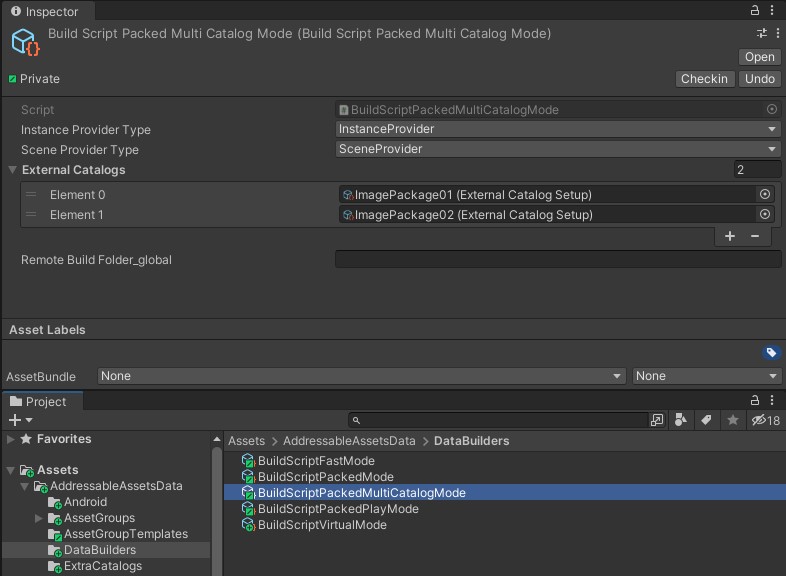 Inspector
Build Script Packed Multi Catalog Mode (Build Script Packed Multi Catalog Mode)
Open
Private
Checkin
Undo
Script
BuildScriptPackedMultiCatalogMode
Instance Provider Type
InstanceProvider
Scene Provider Type
SceneProvider
External Catalogs
2
Element 0
ImagePackage01 (External Catalog Setup)
Element 1
ImagePackage02 (External Catalog Setup)
Remote Build Folder_global
Asset Labels
AssetBundle
None
None
Project
18
Favorites
Assets
AddressableAssetsData
Android
AssetGroups
AssetGroupTemplates
DataBuilders
ExtraCatalogs
Assets > AddressableAssetsData > DataBuilders
BuildScriptFastMode
BuildScriptPackedMode
BuildScriptPackedMultiCatalogMode
BuildScriptPackedPlayMode
BuildScriptVirtualMode